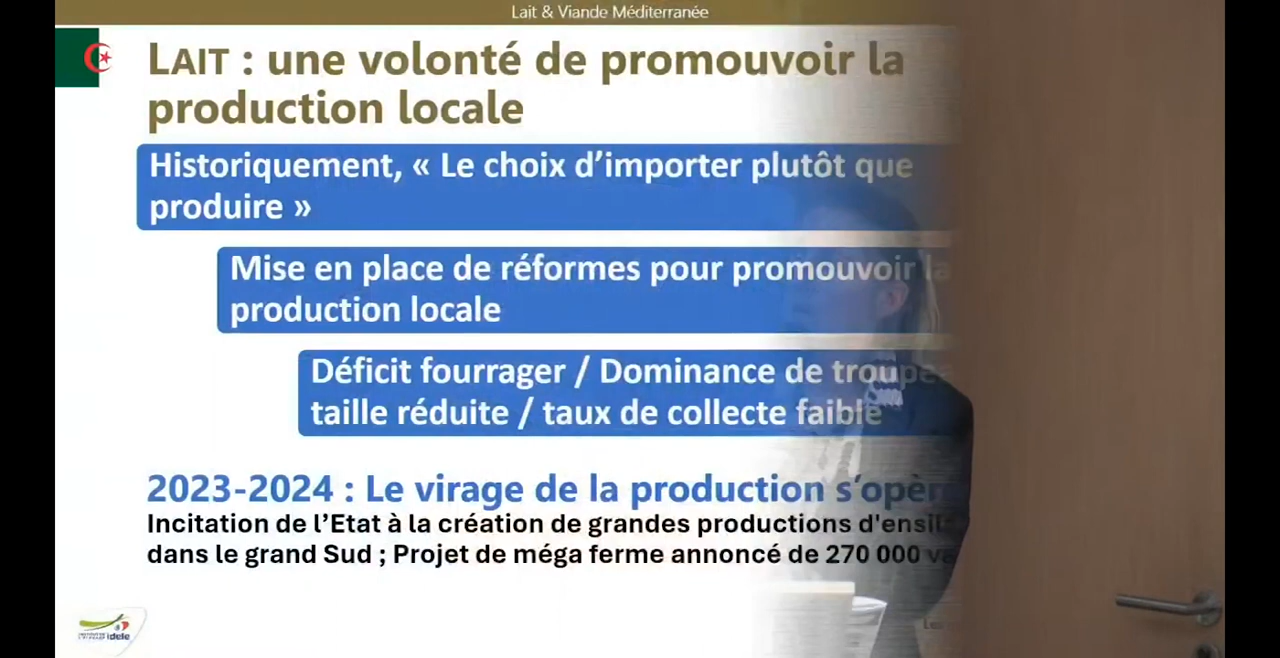 Lait & Viande Méditerranée
LAIT : une volonté de promouvoir la
production locale
Historiquement, « Le choix d’importer plutôt que
produire »
Mise en place de réformes pour promouvoir la
production locale
Déficit fourrager / Dominance de
taille réduite / taux de collecte faible
2023-2024 : Le virage de la production
Incitation de l’Etat à la création de grandes productions
dans le grand Sud ; Projet de méga ferme annoncé de 270 000
idele